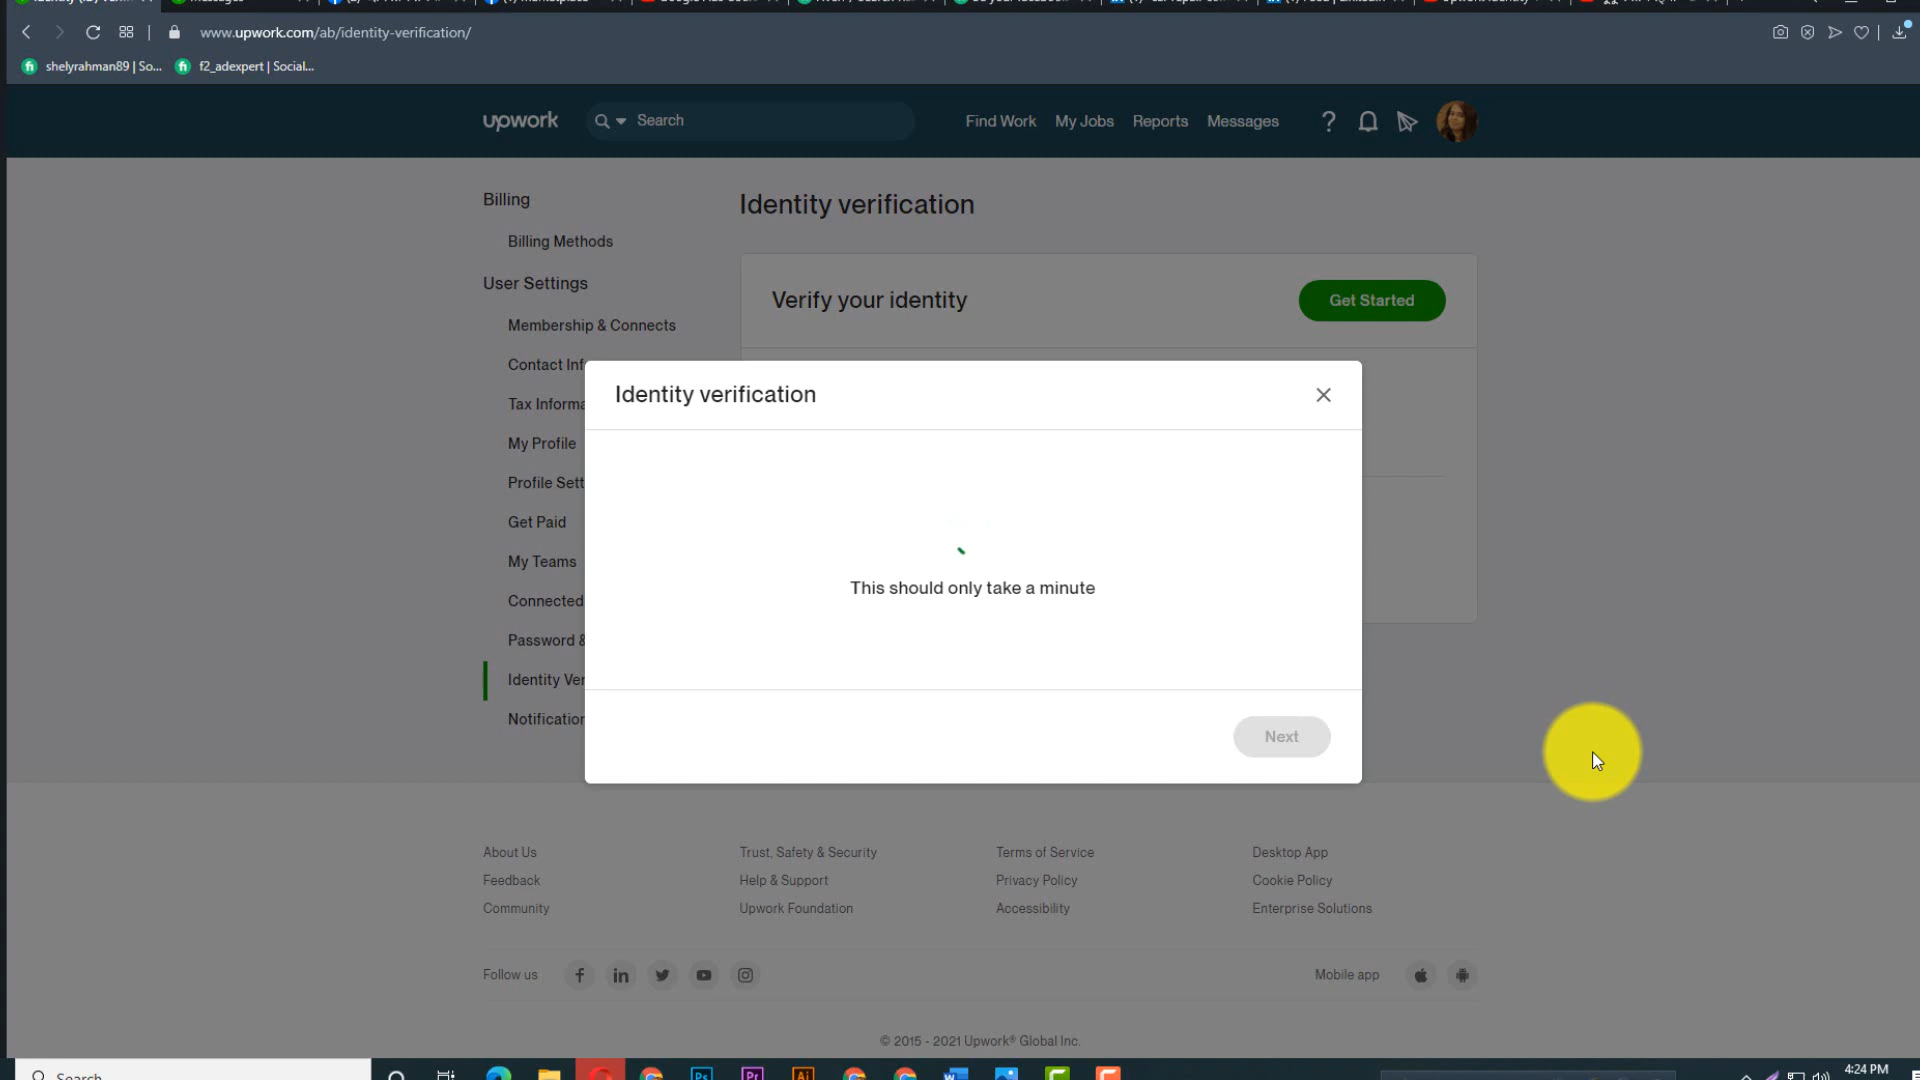 www.upwork.com/ab/identity-verification/
shelyrahman89 | So...
f2_adexpert | Social...
upwork
Search
Find Work
My Jobs
Reports
Messages
?
Billing
Billing Methods
User Settings
Membership & Connects
Contact Inf
Tax Informa
My Profile
Profile Sett
Get Paid
My Teams
Connected
Password &
Identity Ver
Notification
Identity verification
Verify your identity
Get Started
Identity verification
This should only take a minute
Next
About Us
Feedback
Community
Trust, Safety & Security
Help & Support
Upwork Foundation
Terms of Service
Privacy Policy
Accessibility
Desktop App
Cookie Policy
Enterprise Solutions
Follow us
Mobile app
© 2015 - 2021 Upwork® Global Inc.
Search
Ps
Pr
Ai
4:24 PM